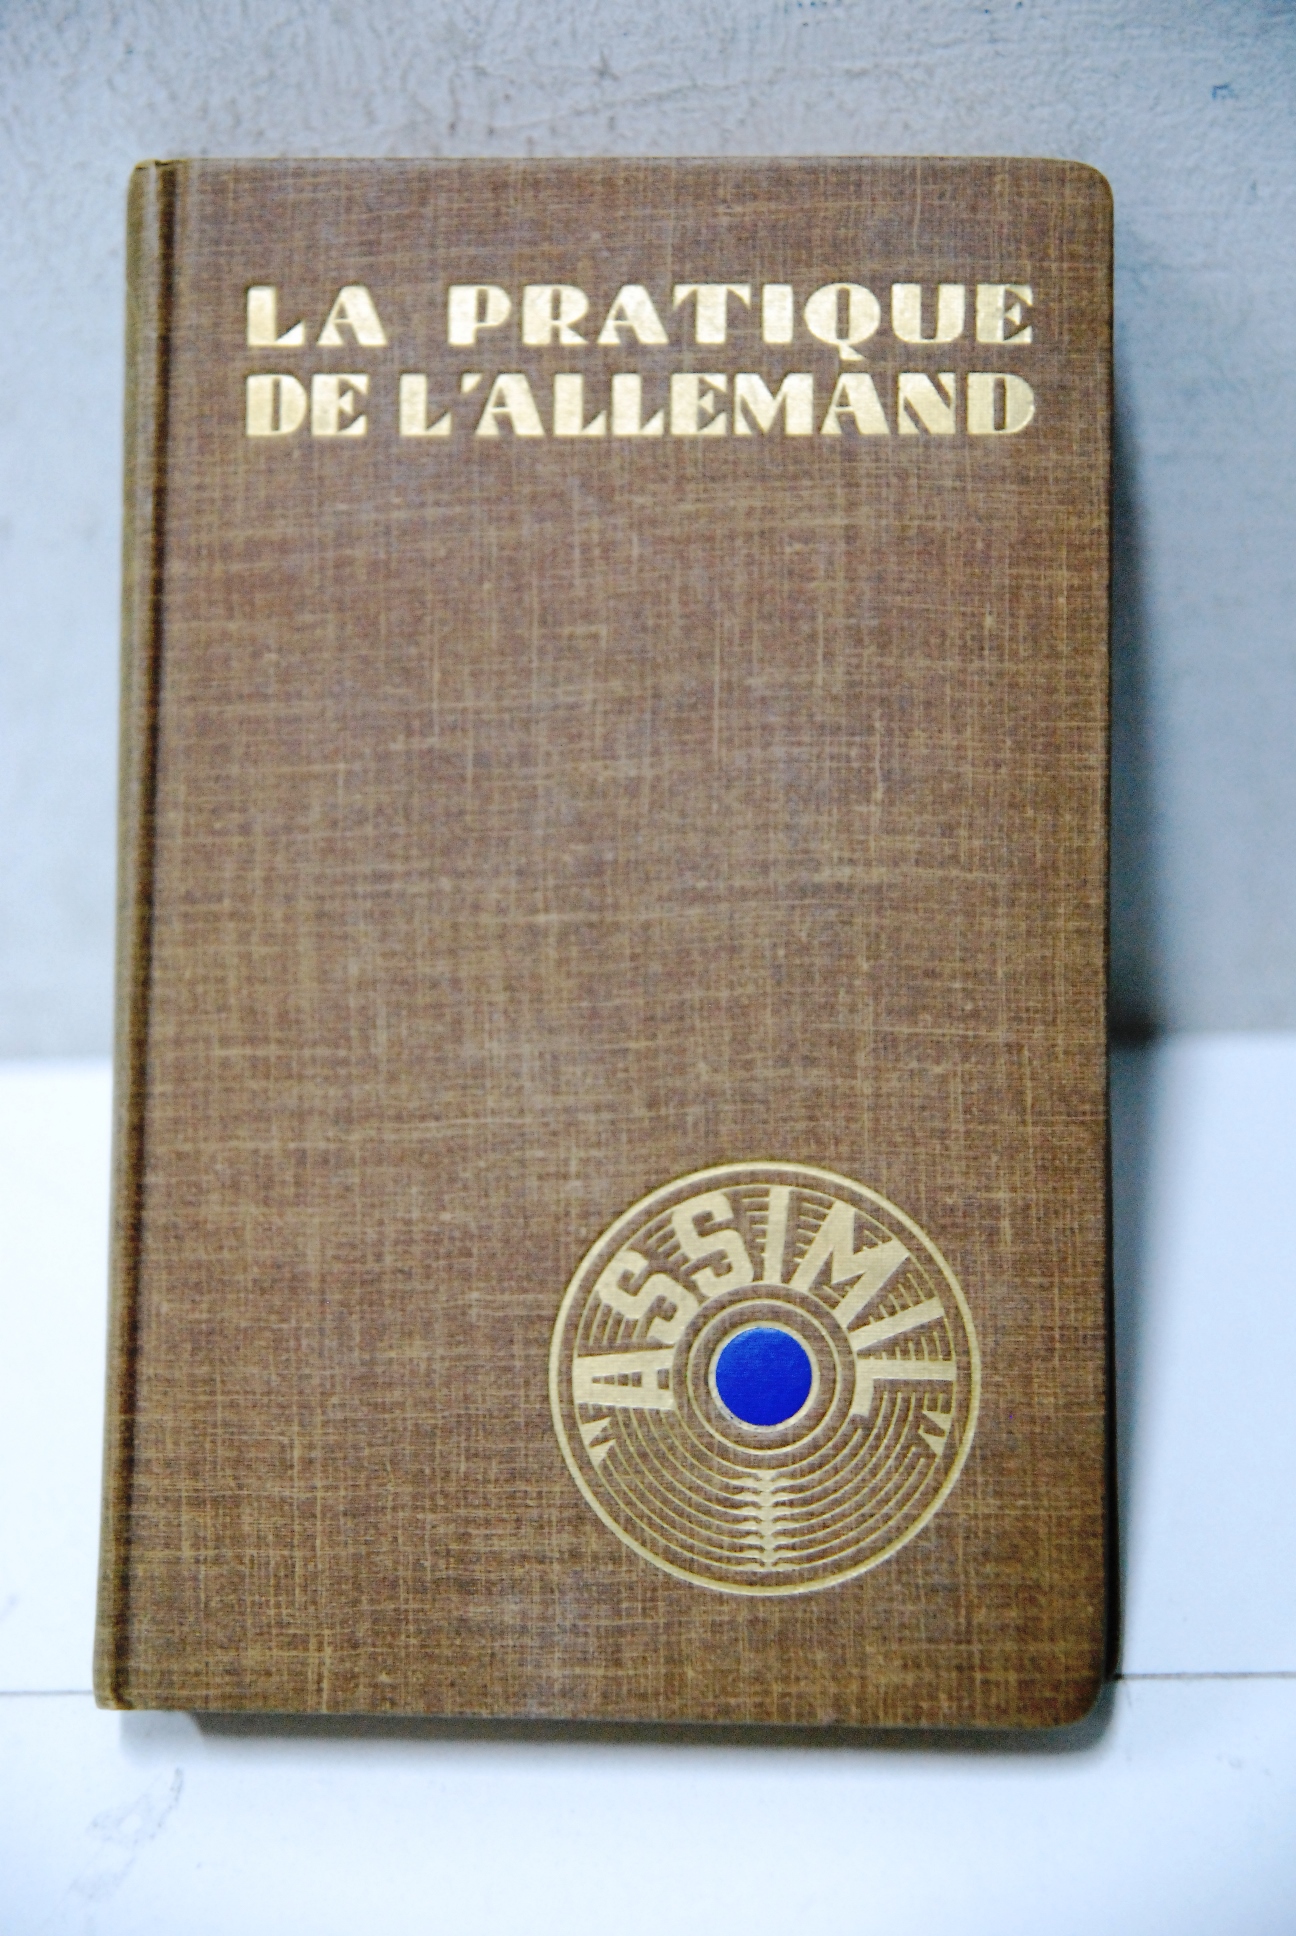 LA PRATIQUE
DE L'ALLEMAND
"ASSIMIL"